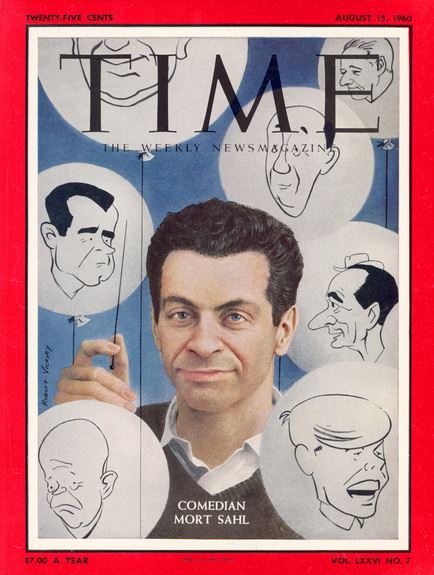 TWENTY-FIVE CENTS
AUGUST 15, 1960
TIME
THE WEEKLY NEWSMAGAZINE
ROBERT VICKREY
COMEDIAN
MORT SAHL
$7.00 A YEAR
VOL. LXXVI NO. 7